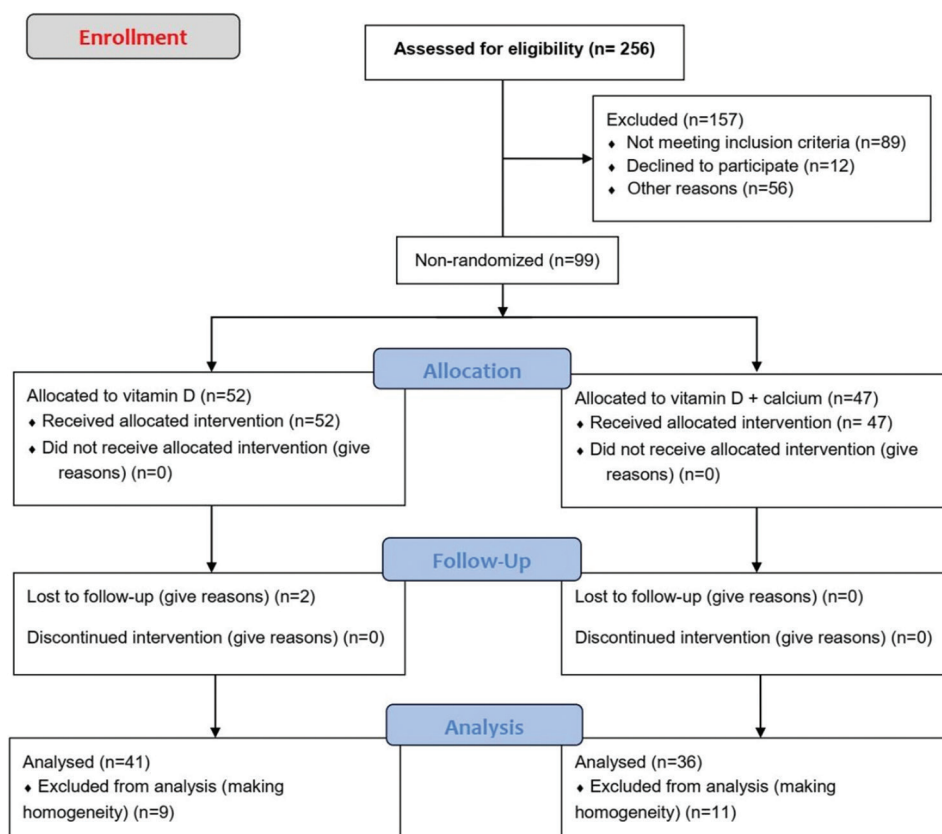 Enrollment
Assessed for eligibility (n= 256)
Excluded (n=157)
♦ Not meeting inclusion criteria (n=89)
♦ Declined to participate (n=12)
♦ Other reasons (n=56)
Non-randomized (n=99)
Allocation
Allocated to vitamin D (n=52)
♦ Received allocated intervention (n=52)
♦ Did not receive allocated intervention (give
reasons) (n=0)
Allocated to vitamin D + calcium (n=47)
♦ Received allocated intervention (n= 47)
♦ Did not receive allocated intervention (give
reasons) (n=0)
Follow-Up
Lost to follow-up (give reasons) (n=2)
Discontinued intervention (give reasons) (n=0)
Lost to follow-up (give reasons) (n=0)
Discontinued intervention (give reasons) (n=0)
Analysis
Analysed (n=41)
♦ Excluded from analysis (making
homogeneity) (n=9)
Analysed (n=36)
♦ Excluded from analysis (making
homogeneity) (n=11)